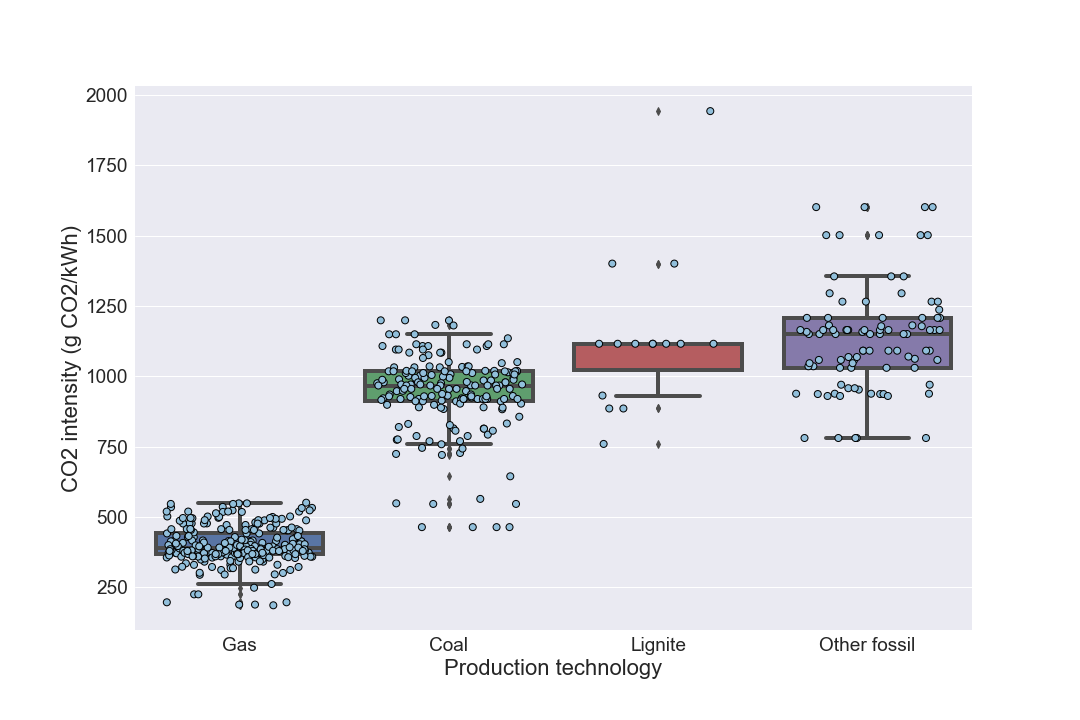 2000
1750
1500
1250
1000
750
500
250
CO2 intensity (g CO2/kWh)
Gas
Coal
Lignite
Other fossil
Production technology